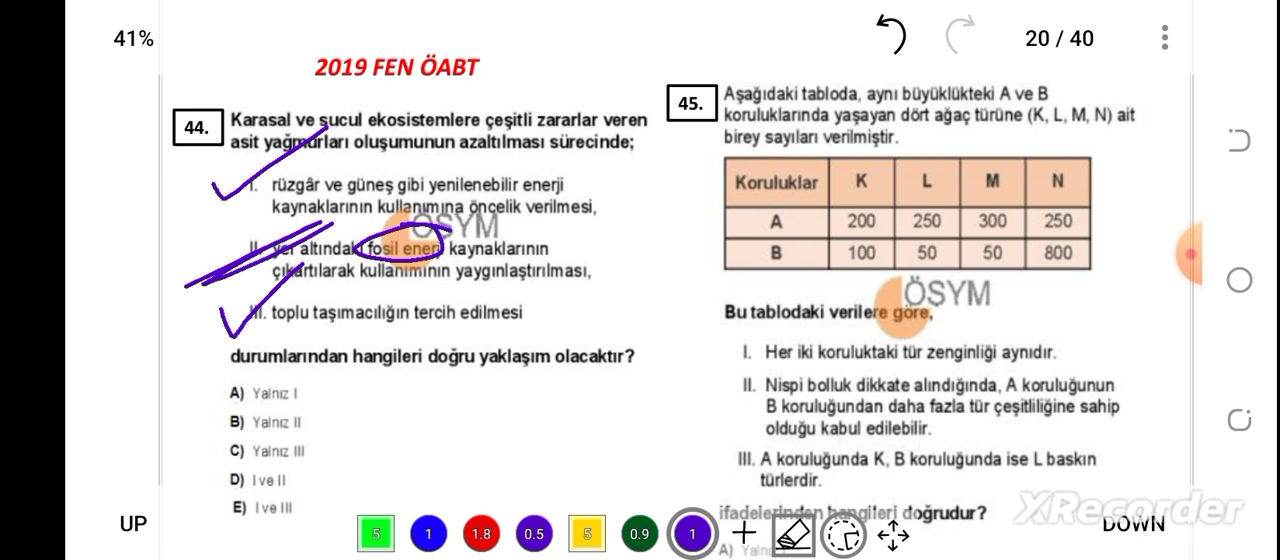 41%
20 / 40
2019 FEN ÖABT
44.
Karasal ve sucul ekosistemlere çeşitli zararlar veren
asit yağmurları oluşumunun azaltılması sürecinde;
I. rüzgâr ve güneş gibi yenilenebilir enerji
kaynaklarının kullanımına öncelik verilmesi,
ÖSYM
II. yer altındaki fosil enerji kaynaklarının
çıkartılarak kullanımının yaygınlaştırılması,
III. toplu taşımacılığın tercih edilmesi
durumlarından hangileri doğru yaklaşım olacaktır?
A) Yalnız I
B) Yalnız II
C) Yalnız III
D) I ve II
E) I ve III
45.
Aşağıdaki tabloda, aynı büyüklükteki A ve B
koruluklarında yaşayan dört ağaç türüne (K, L, M, N) ait
birey sayıları verilmiştir.
Koruluklar K L M N
A 200 250 300 250
B 100 50 50 800
ÖSYM
Bu tablodaki verilere göre,
I. Her iki koruluktaki tür zenginliği aynıdır.
II. Nispi bolluk dikkate alındığında, A koruluğunun
B koruluğundan daha fazla tür çeşitliliğine sahip
olduğu kabul edilebilir.
III. A koruluğunda K, B koruluğunda ise L baskın
türlerdir.
ifadelerinden hangileri doğrudur?
A)
UP
5 1 1.8 0.5 5 0.9 1
XRecorder
DOWN